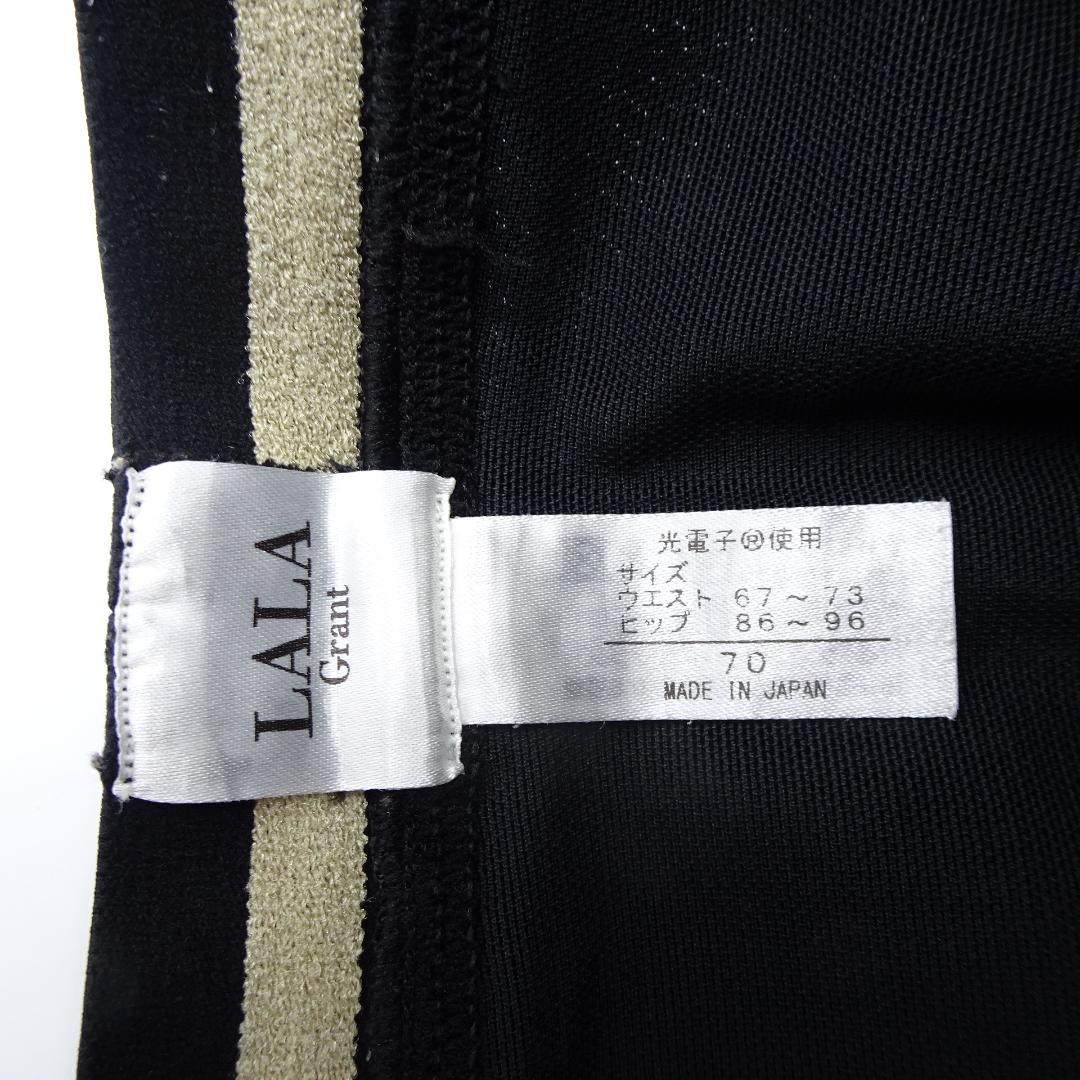 LALA
Grant
光電子®使用
サイズ
ウエスト 67～73
ヒップ 86～96
70
MADE IN JAPAN